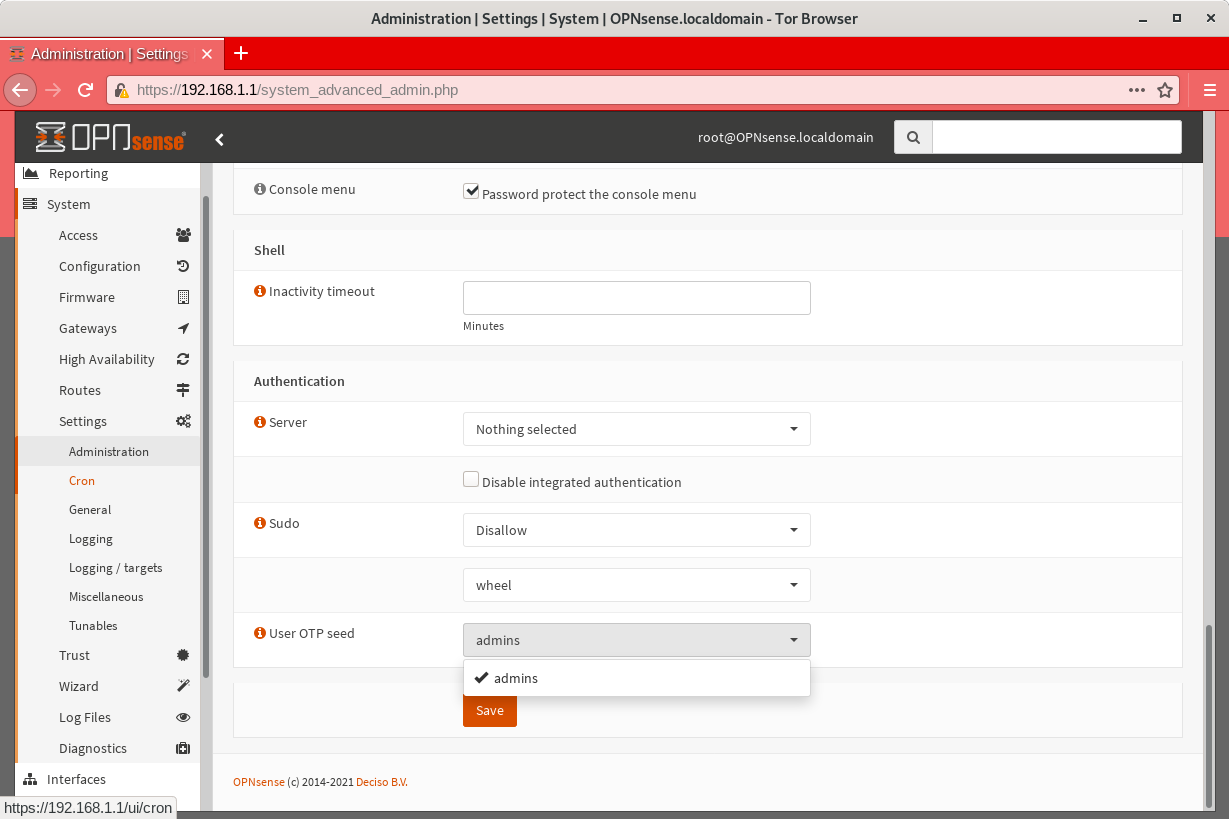 Administration | Settings | System | OPNsense.localdomain - Tor Browser
Administration | Settings
https://192.168.1.1/system_advanced_admin.php
OPNsense
root@OPNsense.localdomain
Reporting
System
Access
Configuration
Firmware
Gateways
High Availability
Routes
Settings
Administration
Cron
General
Logging
Logging / targets
Miscellaneous
Tunables
Trust
Wizard
Log Files
Diagnostics
Interfaces
Console menu
Password protect the console menu
Shell
Inactivity timeout
Minutes
Authentication
Server
Nothing selected
Disable integrated authentication
Sudo
Disallow
wheel
User OTP seed
admins
admins
Save
OPNsense (c) 2014-2021 Deciso B.V.
https://192.168.1.1/ui/cron